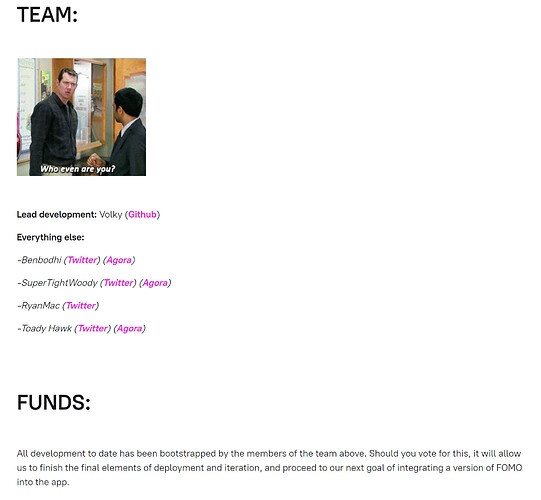 TEAM:
Who even are you?
Lead development: Volky (Github)
Everything else:
-Benbodhi (Twitter) (Agora)
-SuperTightWoody (Twitter) (Agora)
-RyanMac (Twitter)
-Toady Hawk (Twitter) (Agora)
FUNDS:
All development to date has been bootstrapped by the members of the team above. Should you vote for this, it will allow
us to finish the final elements of deployment and iteration, and proceed to our next goal of integrating a version of FOMO
into the app.